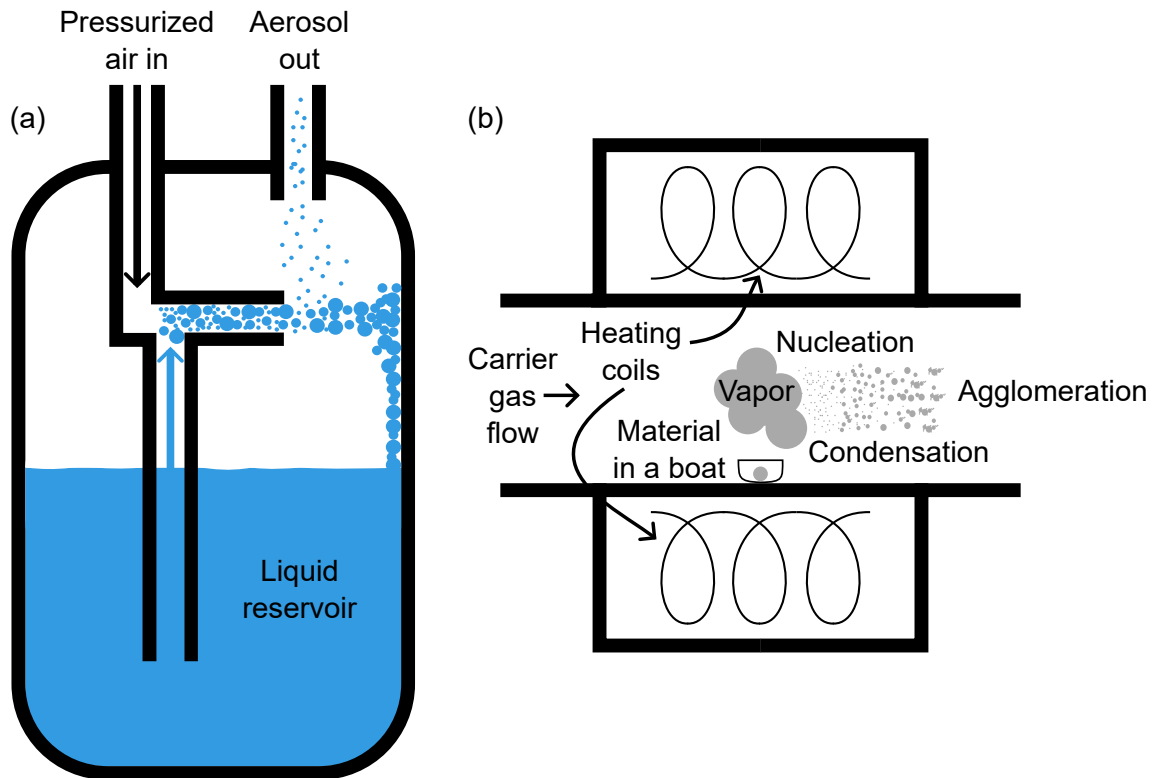 Pressurized
air in
Aerosol
out
(a)
Liquid
reservoir
(b)
Heating
coils
Carrier
gas
flow
Material
in a boat
Vapor
Nucleation
Agglomeration
Condensation